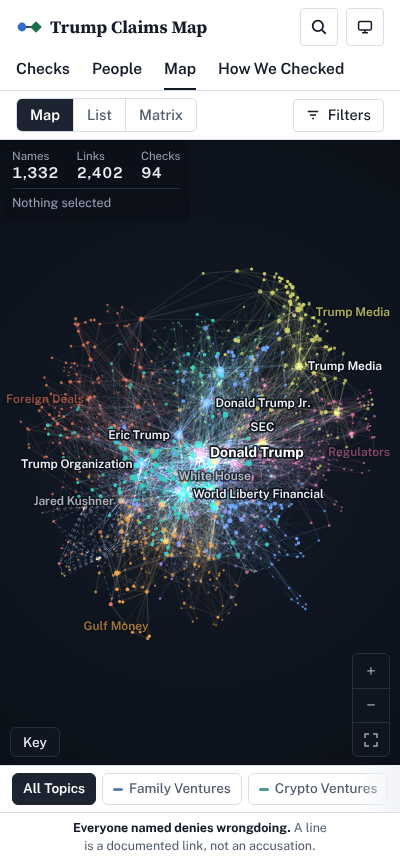 Trump Claims Map
Checks People Map How We Checked
Map List Matrix Filters
Names Links Checks
1,332 2,402 94
Nothing selected
Trump Media
Trump Media
Foreign Deals
Donald Trump Jr.
SEC
Eric Trump
Donald Trump
Regulators
Trump Organization
White House
World Liberty Financial
Jared Kushner
Gulf Money
+
−
Key
All Topics Family Ventures Crypto Ventures
Everyone named denies wrongdoing. A line
is a documented link, not an accusation.